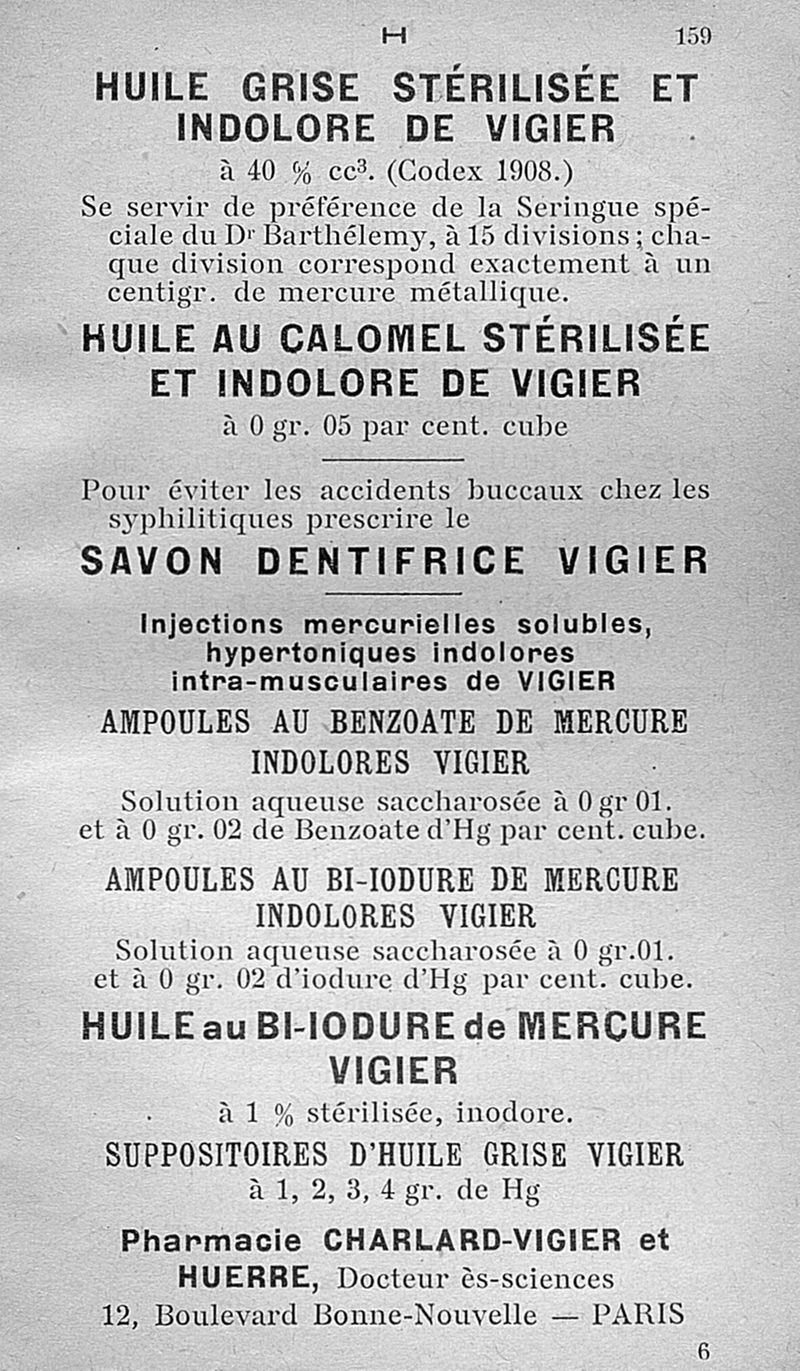 H 159
HUILE GRISE STÉRILISÉE ET
INDOLORE DE VIGIER
à 40 % cc³. (Codex 1908.)
Se servir de préférence de la Seringue spé-
ciale du Dr Barthélemy, à 15 divisions ; cha-
que division correspond exactement à un
centigr. de mercure métallique.
HUILE AU CALOMEL STÉRILISÉE
ET INDOLORE DE VIGIER
à 0 gr. 05 par cent. cube
Pour éviter les accidents buccaux chez les
syphilitiques prescrire le
SAVON DENTIFRICE VIGIER
Injections mercurielles solubles,
hypertoniques indolores
intra-musculaires de VIGIER
AMPOULES AU BENZOATE DE MERCURE
INDOLORES VIGIER
Solution aqueuse saccharosée à 0 gr 01.
et à 0 gr. 02 de Benzoate d'Hg par cent. cube.
AMPOULES AU BI-IODURE DE MERCURE
INDOLORES VIGIER
Solution aqueuse saccharosée à 0 gr.01.
et à 0 gr. 02 d'iodure d'Hg par cent. cube.
HUILE au BI-IODURE de MERCURE
VIGIER
à 1 % stérilisée, inodore.
SUPPOSITOIRES D'HUILE GRISE VIGIER
à 1, 2, 3, 4 gr. de Hg
Pharmacie CHARLARD-VIGIER et
HUERRE, Docteur ès-sciences
12, Boulevard Bonne-Nouvelle — PARIS
6